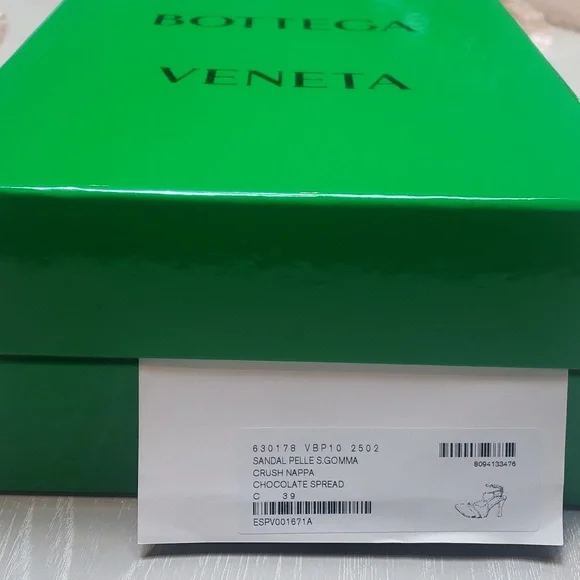 BOTTEGA
VENETA
630178 VBP10 2502
SANDAL PELLE S.GOMMA
CRUSH NAPPA
CHOCOLATE SPREAD
C 39
ESPV001671A
8094133476